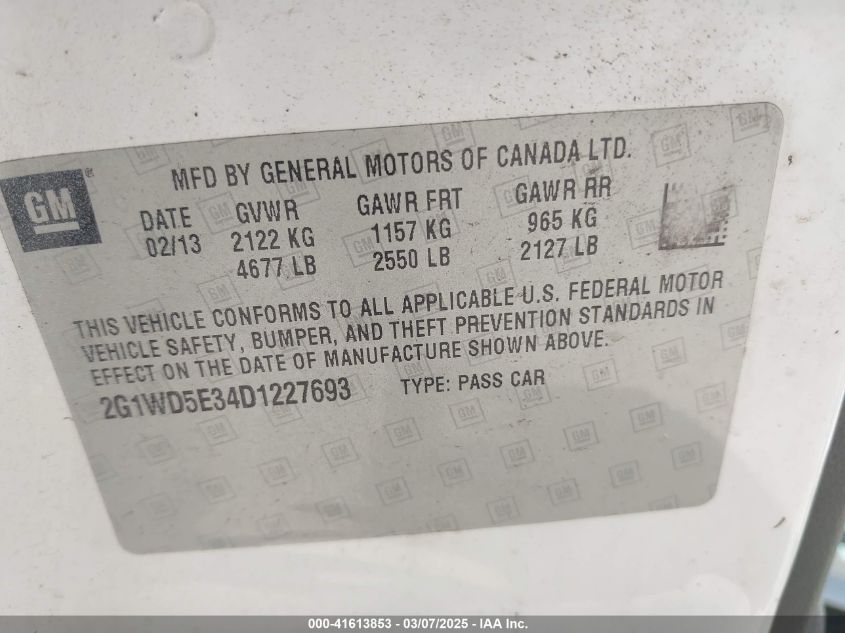 GM
MFD BY GENERAL MOTORS OF CANADA LTD.
DATE GVWR GAWR FRT GAWR RR
02/13 2122 KG 1157 KG 965 KG
4677 LB 2550 LB 2127 LB
THIS VEHICLE CONFORMS TO ALL APPLICABLE U.S. FEDERAL MOTOR
VEHICLE SAFETY, BUMPER, AND THEFT PREVENTION STANDARDS IN
EFFECT ON THE DATE OF MANUFACTURE SHOWN ABOVE.
2G1WD5E34D1227693 TYPE: PASS CAR
000-41613853 - 03/07/2025 - IAA Inc.